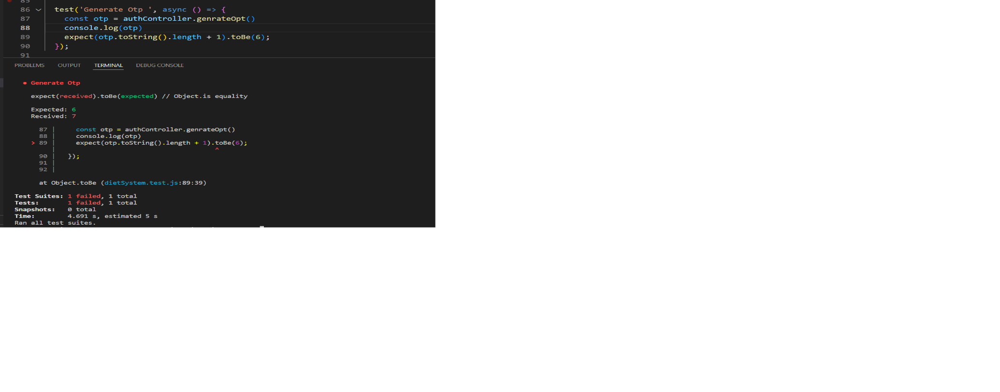 85
86 test('Generate Otp ', async () => {
87 const otp = authController.genrateOpt()
88 console.log(otp)
89 expect(otp.toString().length + 1).toBe(6);
90 });
91
PROBLEMS OUTPUT TERMINAL DEBUG CONSOLE
● Generate Otp
expect(received).toBe(expected) // Object.is equality
Expected: 6
Received: 7
87 | const otp = authController.genrateOpt()
88 | console.log(otp)
> 89 | expect(otp.toString().length + 1).toBe(6);
| ^
90 | });
91 |
92 |
at Object.toBe (dietSystem.test.js:89:39)
Test Suites: 1 failed, 1 total
Tests: 1 failed, 1 total
Snapshots: 0 total
Time: 4.691 s, estimated 5 s
Ran all test suites.